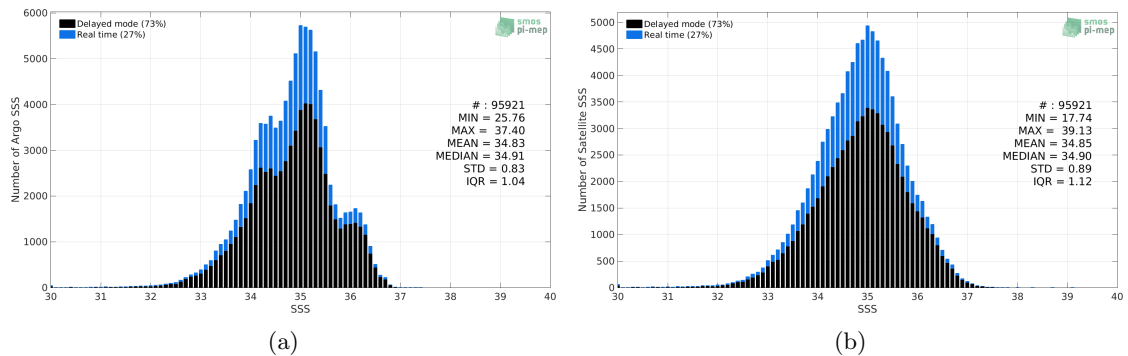 Delayed mode (73%)
Real time (27%)
smos
pi-mep
# : 95921
MIN = 25.76
MAX = 37.40
MEAN = 34.83
MEDIAN = 34.91
STD = 0.83
IQR = 1.04
Number of Argo SSS
6000
5000
4000
3000
2000
1000
0
30 31 32 33 34 35 36 37 38 39 40
SSS
(a)
Delayed mode (73%)
Real time (27%)
smos
pi-mep
# : 95921
MIN = 17.74
MAX = 39.13
MEAN = 34.85
MEDIAN = 34.90
STD = 0.89
IQR = 1.12
Number of Satellite SSS
5000
4500
4000
3500
3000
2500
2000
1500
1000
500
0
30 31 32 33 34 35 36 37 38 39 40
SSS
(b)